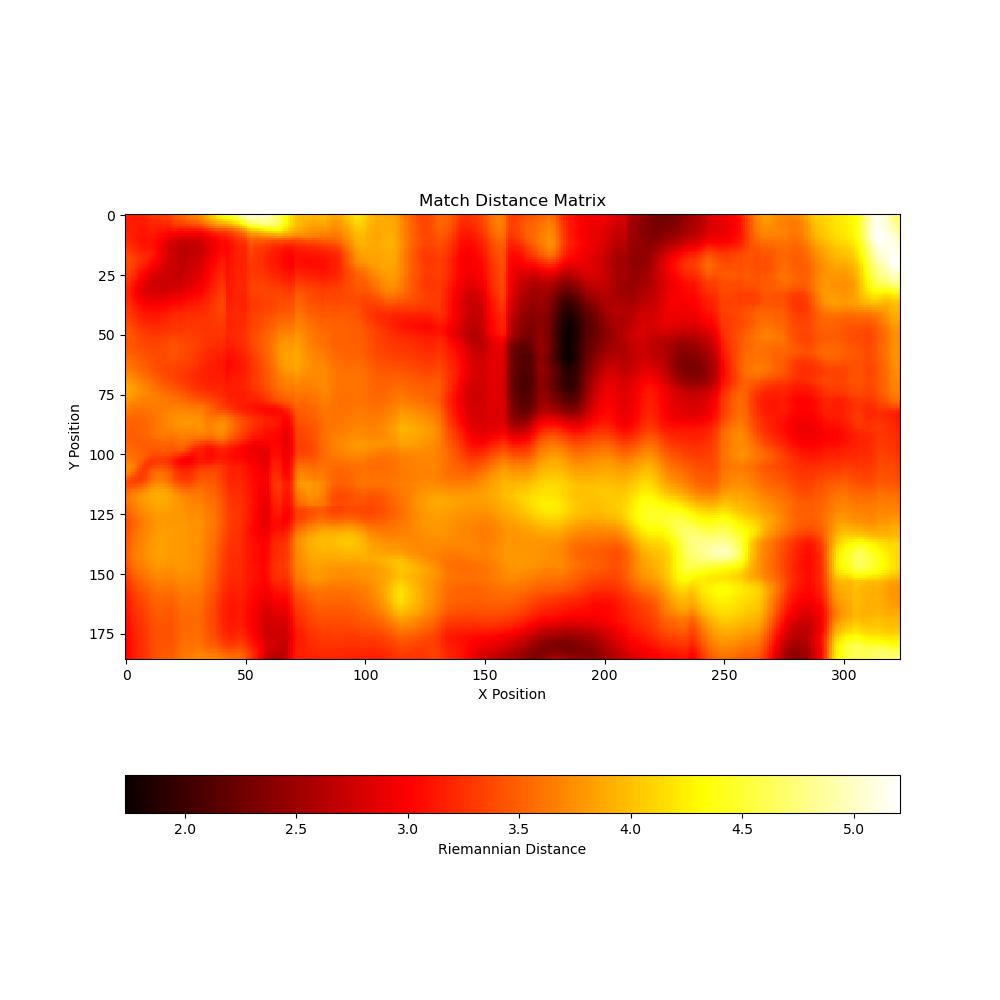 Match Distance Matrix
0
25
50
75
100
125
150
175
Y Position
0 50 100 150 200 250 300
X Position
2.0 2.5 3.0 3.5 4.0 4.5 5.0
Riemannian Distance